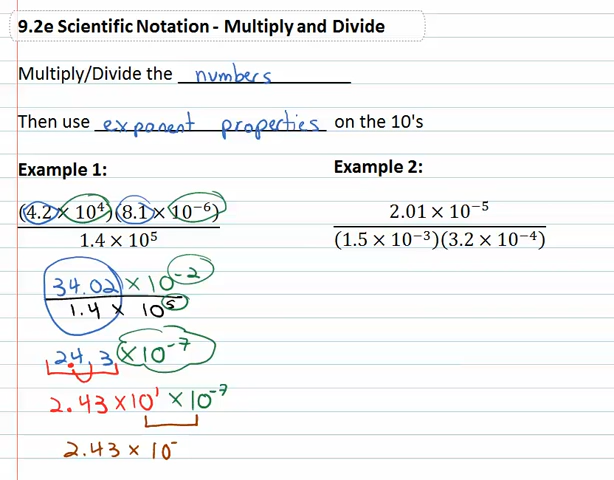 9.2e Scientific Notation - Multiply and Divide
Multiply/Divide the numbers
Then use exponent properties on the 10's
Example 1:
(4.2 × 10⁴)(8.1 × 10⁻⁶)
1.4 × 10⁵
34.02 × 10⁻²
1.4 × 10⁵
24.3 × 10⁻⁷
2.43 × 10¹ × 10⁻⁷
2.43 × 10⁻
Example 2:
2.01 × 10⁻⁵
(1.5 × 10⁻³)(3.2 × 10⁻⁴)